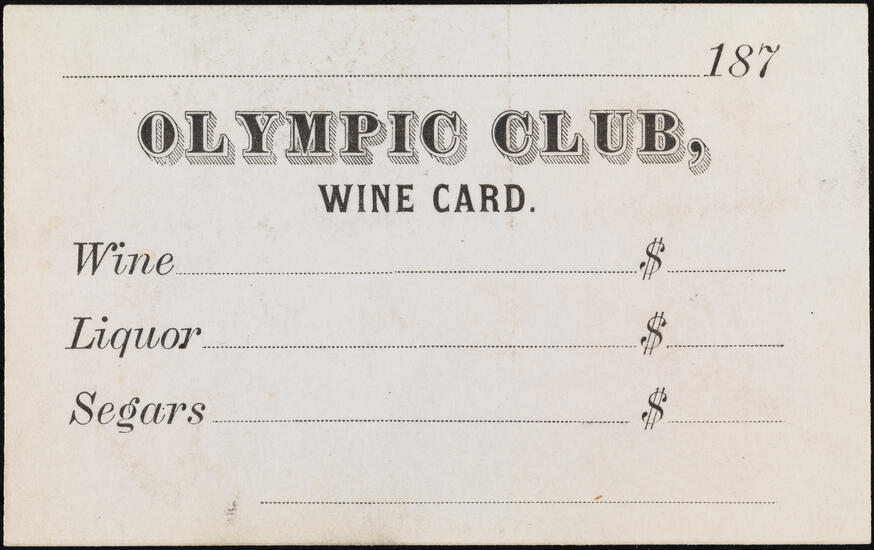 187
OLYMPIC CLUB,
WINE CARD.
Wine $
Liquor $
Segars $